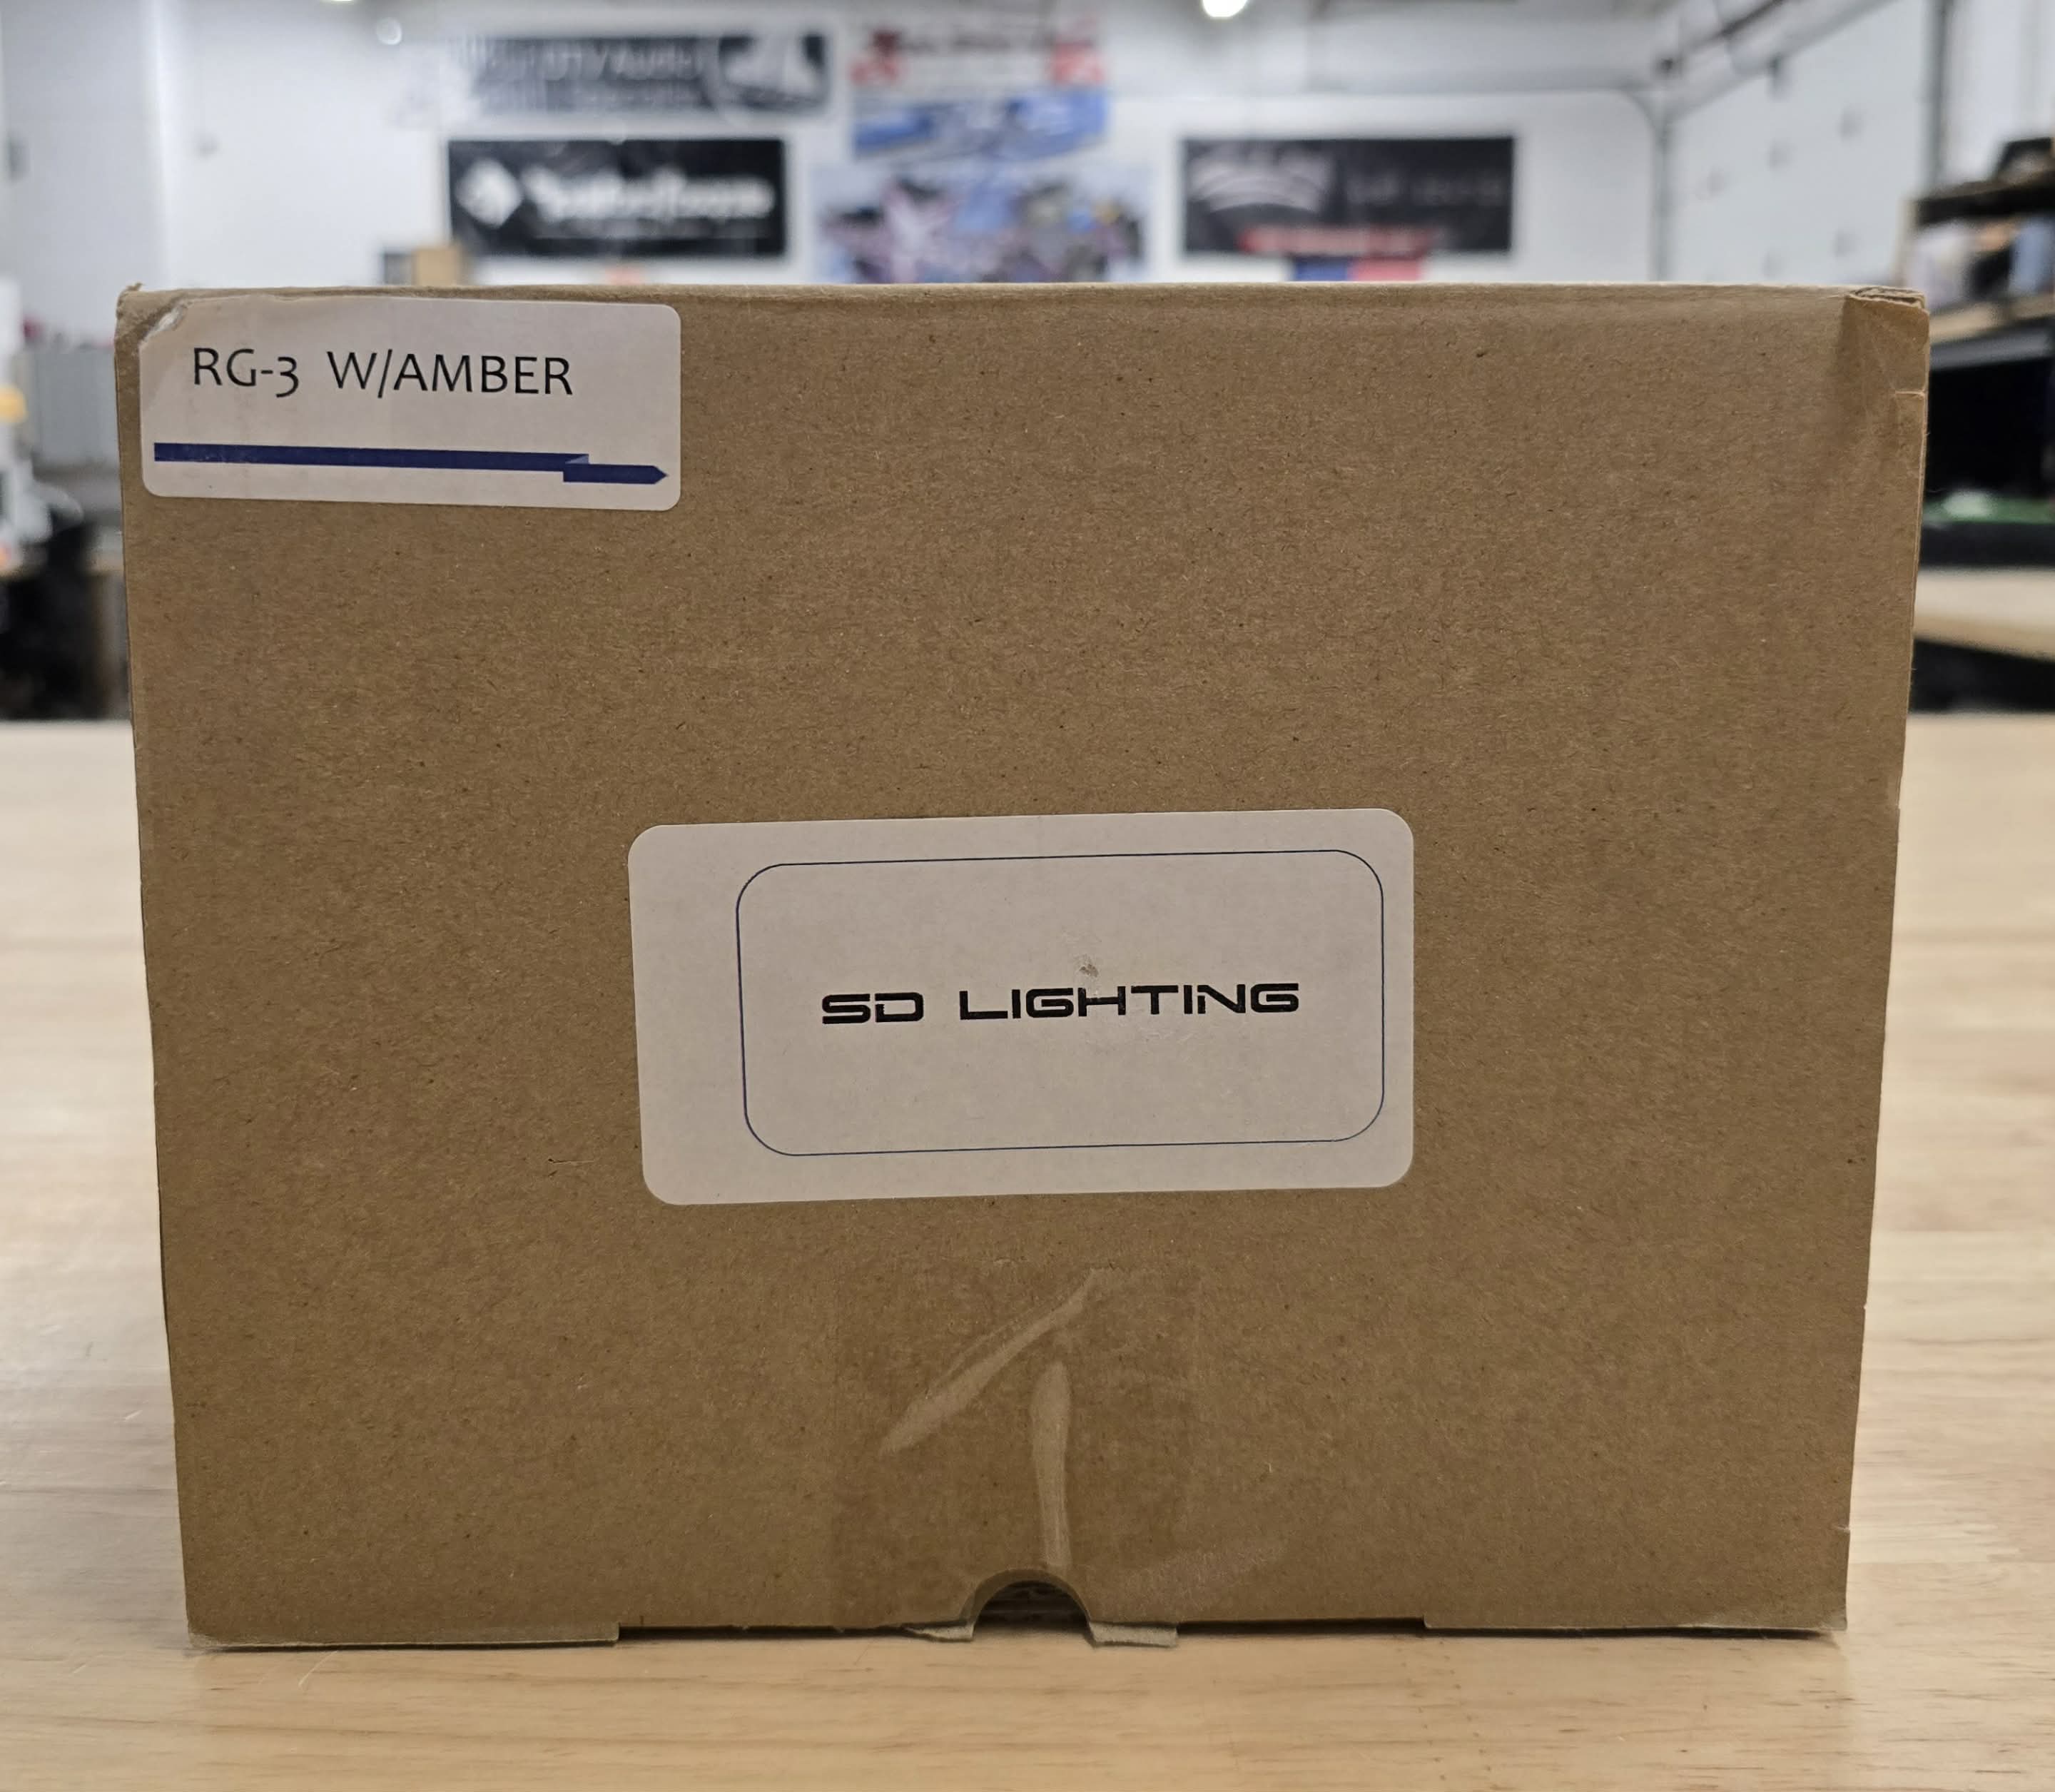 RG-3 W/AMBER
SD LIGHTING